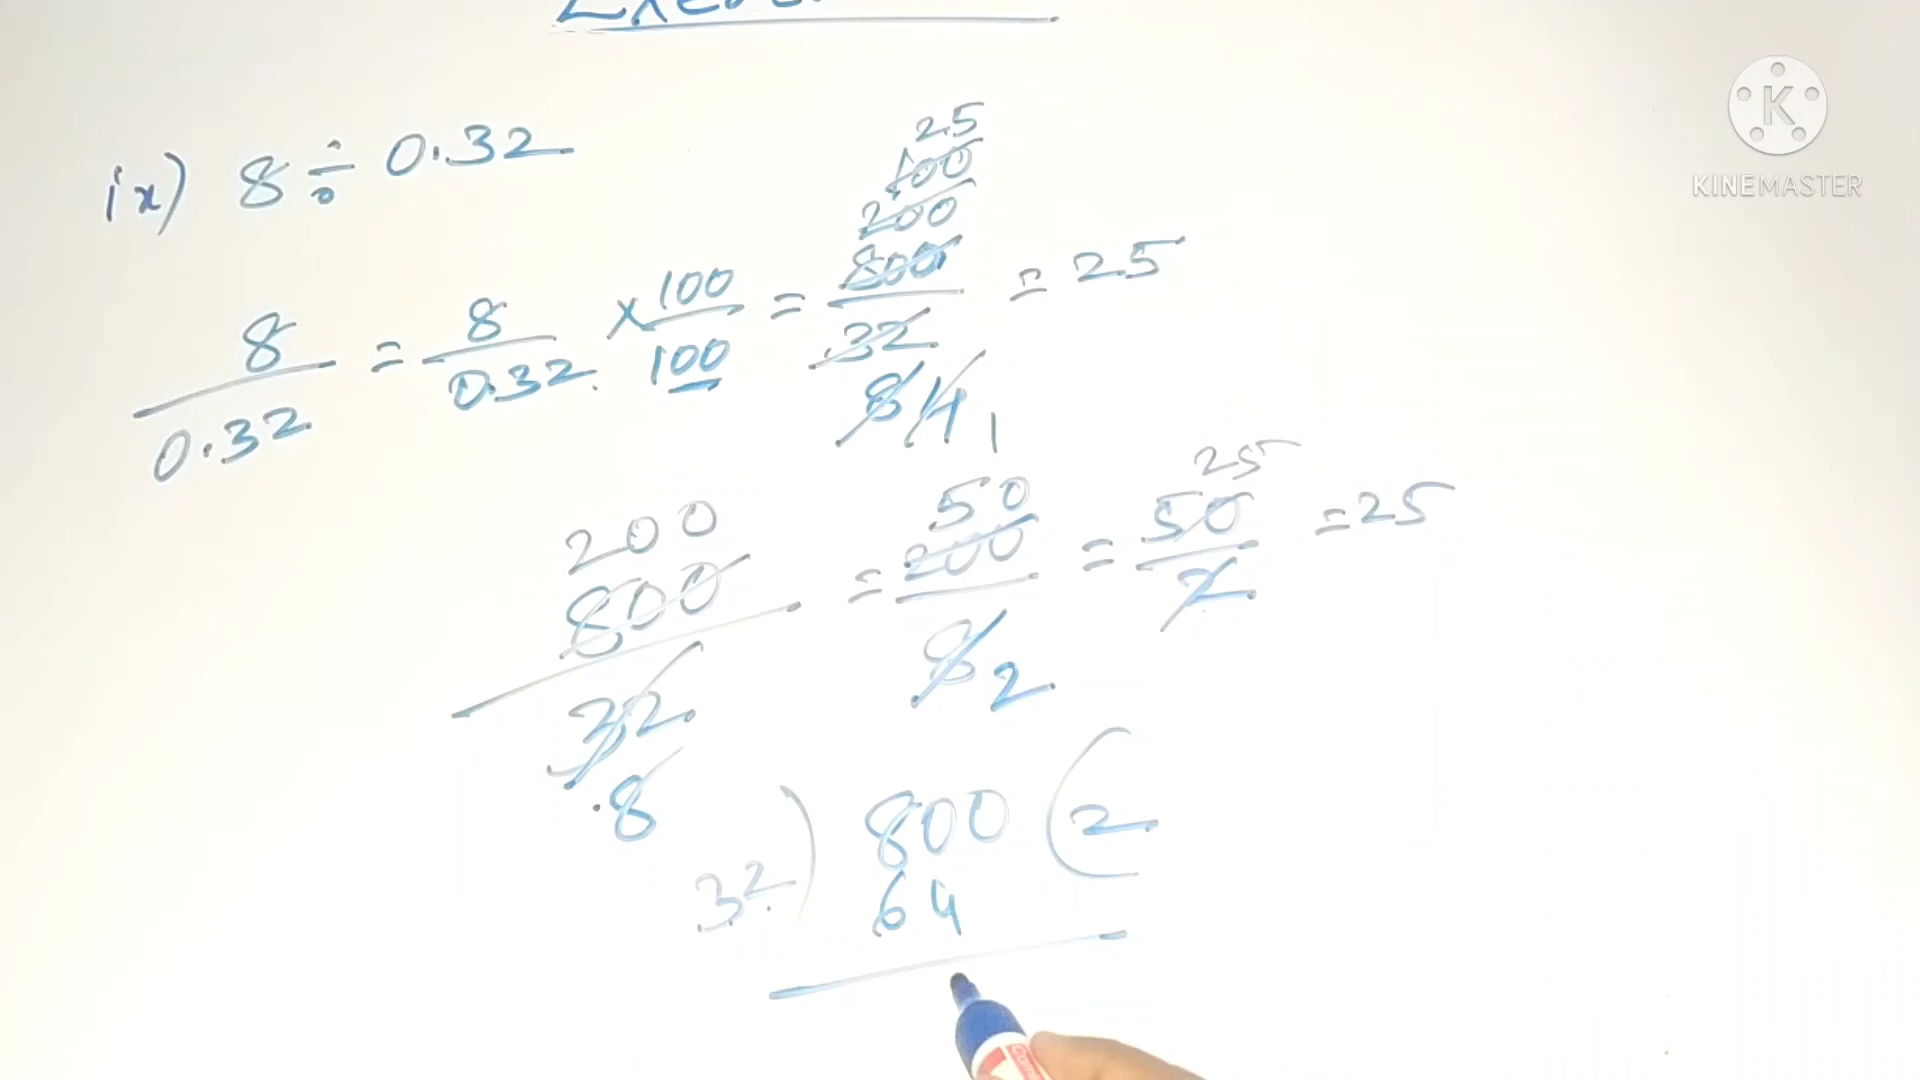 ix) 8 ÷ 0.32
8/0.32 = 8/0.32 × 100/100 = 800/32 = 25
25
100
200
8 4 1
800/32 = 200/8 = 50/2 = 25
200
8
50
2
25
32) 800 (2
64
K
KINEMASTER